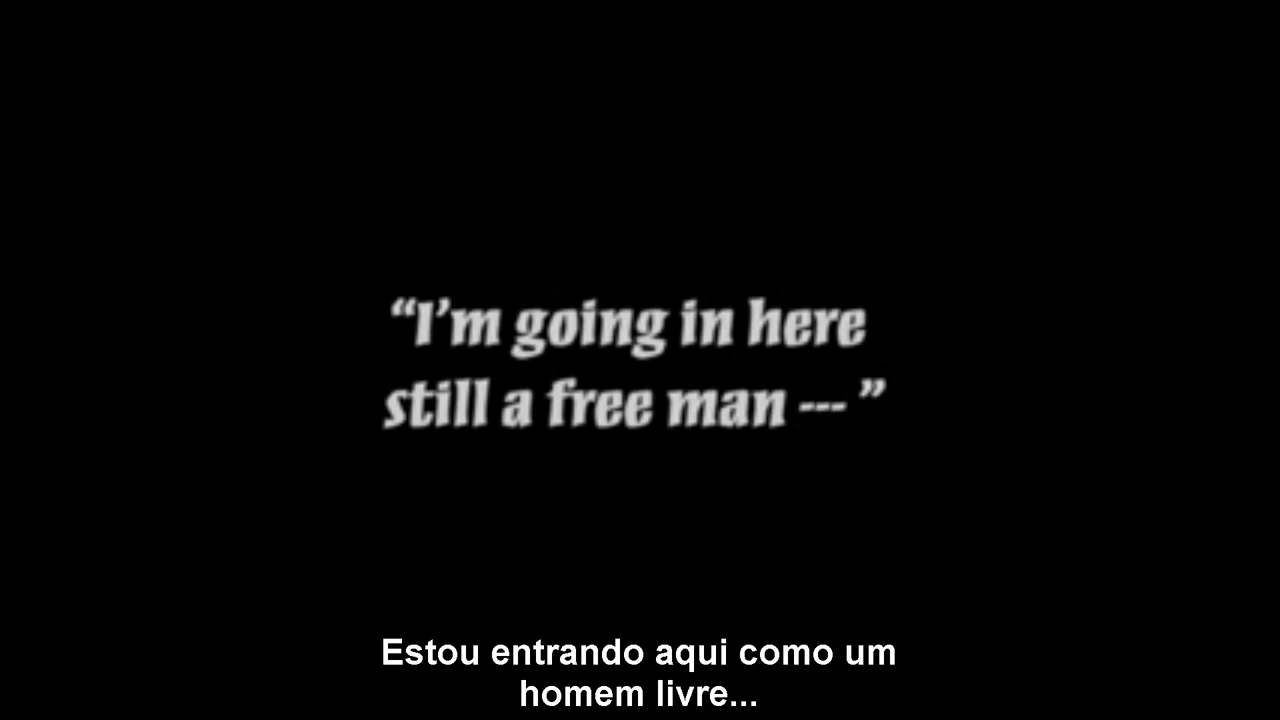 “I’m going in here
still a free man --- ”
Estou entrando aqui como um
homem livre...